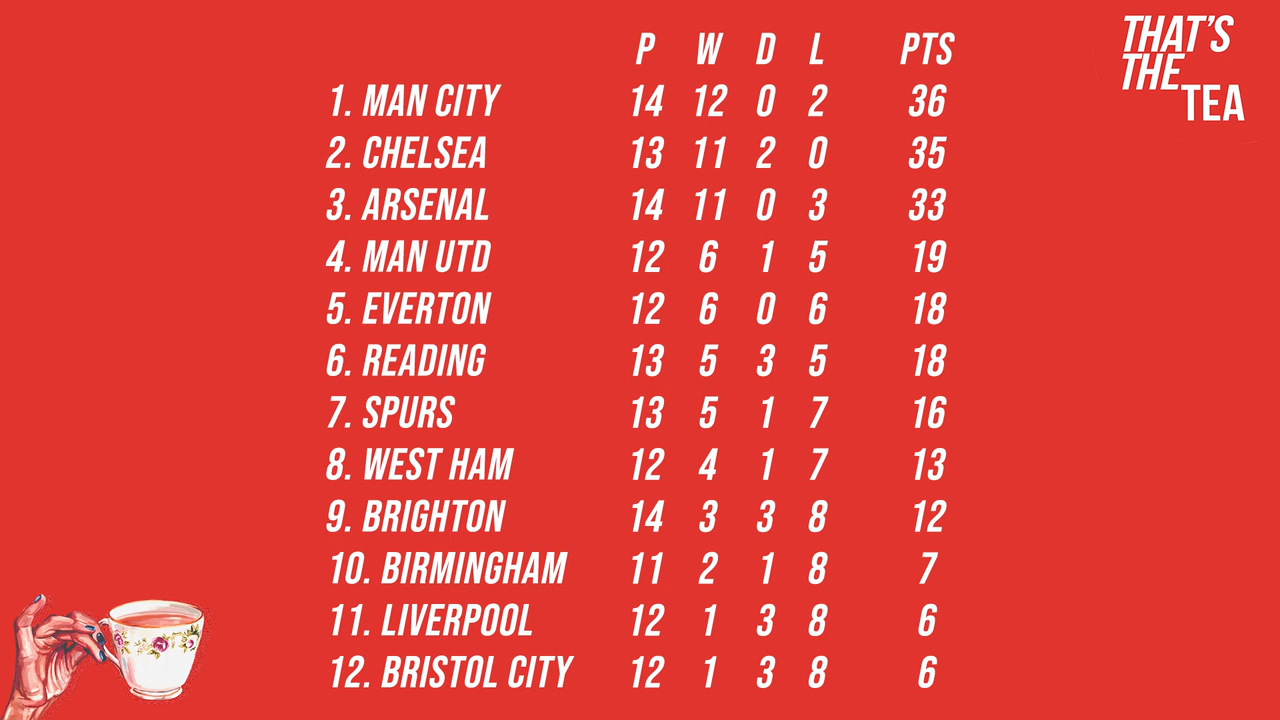 THAT'S
THE
TEA
P W D L PTS
1. MAN CITY 14 12 0 2 36
2. CHELSEA 13 11 2 0 35
3. ARSENAL 14 11 0 3 33
4. MAN UTD 12 6 1 5 19
5. EVERTON 12 6 0 6 18
6. READING 13 5 3 5 18
7. SPURS 13 5 1 7 16
8. WEST HAM 12 4 1 7 13
9. BRIGHTON 14 3 3 8 12
10. BIRMINGHAM 11 2 1 8 7
11. LIVERPOOL 12 1 3 8 6
12. BRISTOL CITY 12 1 3 8 6